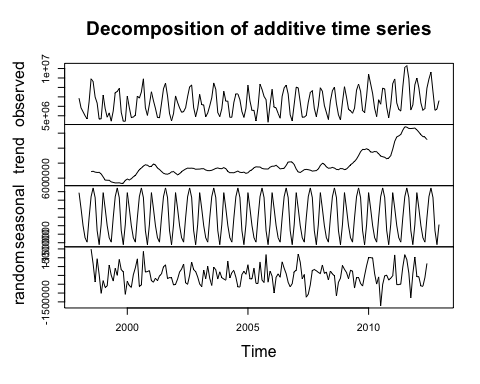 Decomposition of additive time series
observed
1e+07
5e+06
trend
6000000
seasonal
random
-1500000
2000 2005 2010
Time